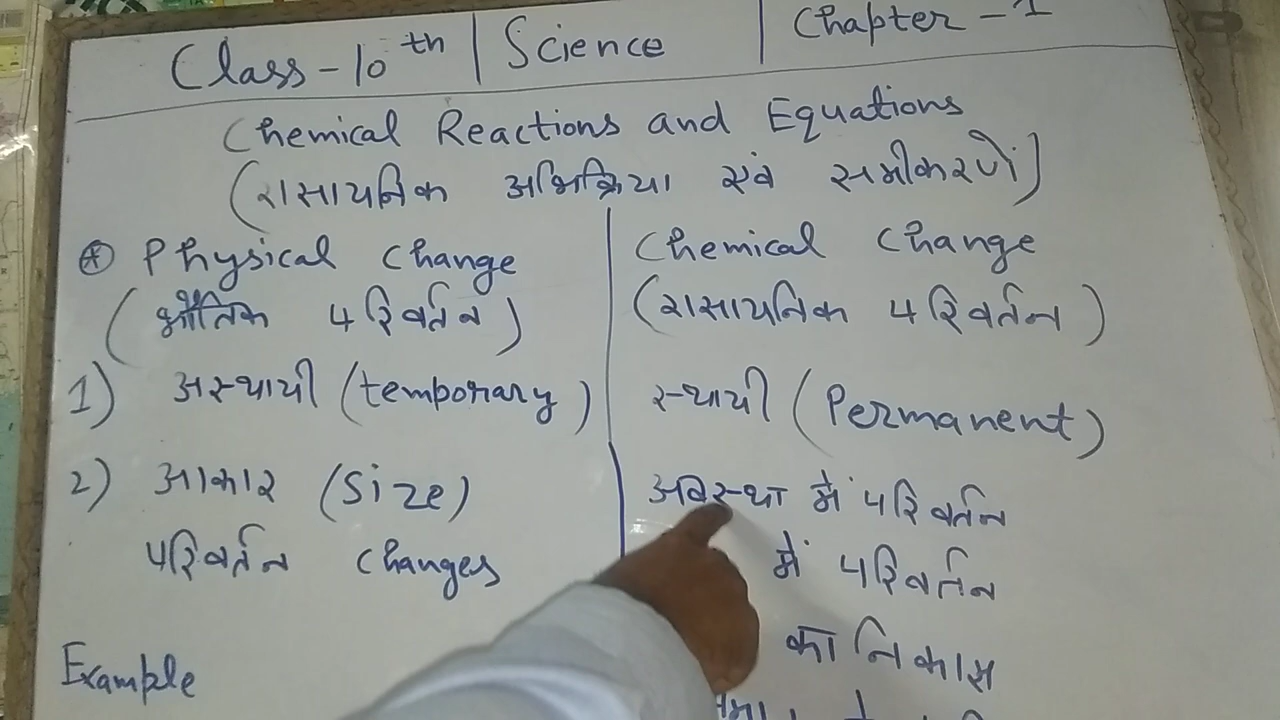 Class-10th | Science | Chapter-1
Chemical Reactions and Equations
(रासायनिक अभिक्रिया एवं समीकरणें)
Physical Change
(भौतिक परिवर्तन)
1) अस्थायी (temporary)
2) आकार (Size)
परिवर्तन Changes
Example
Chemical Change
(रासायनिक परिवर्तन)
स्थायी (Permanent)
अवस्था में परिवर्तन
में परिवर्तन
का निकास